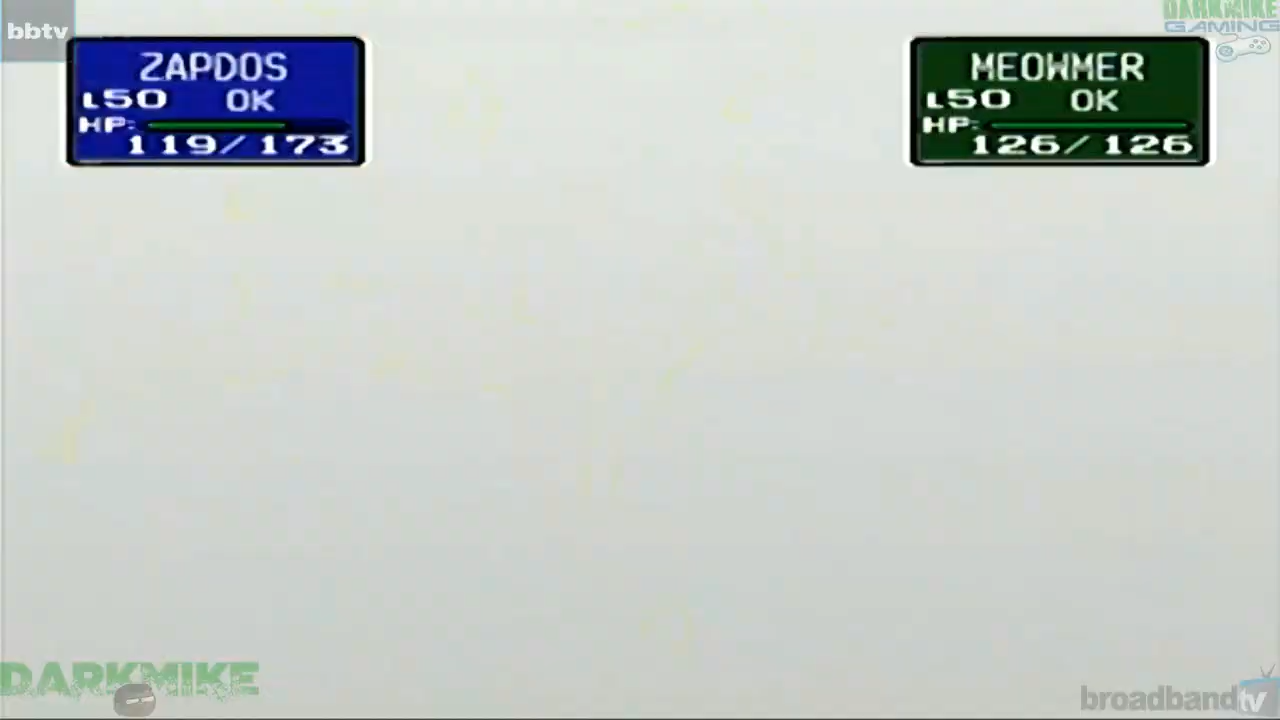 bbtv
DARKMIKE
GAMING
ZAPDOS
L50 OK
HP:
119/173
MEOWMER
L50 OK
HP:
126/126
DARKMIKE
broadbandtv